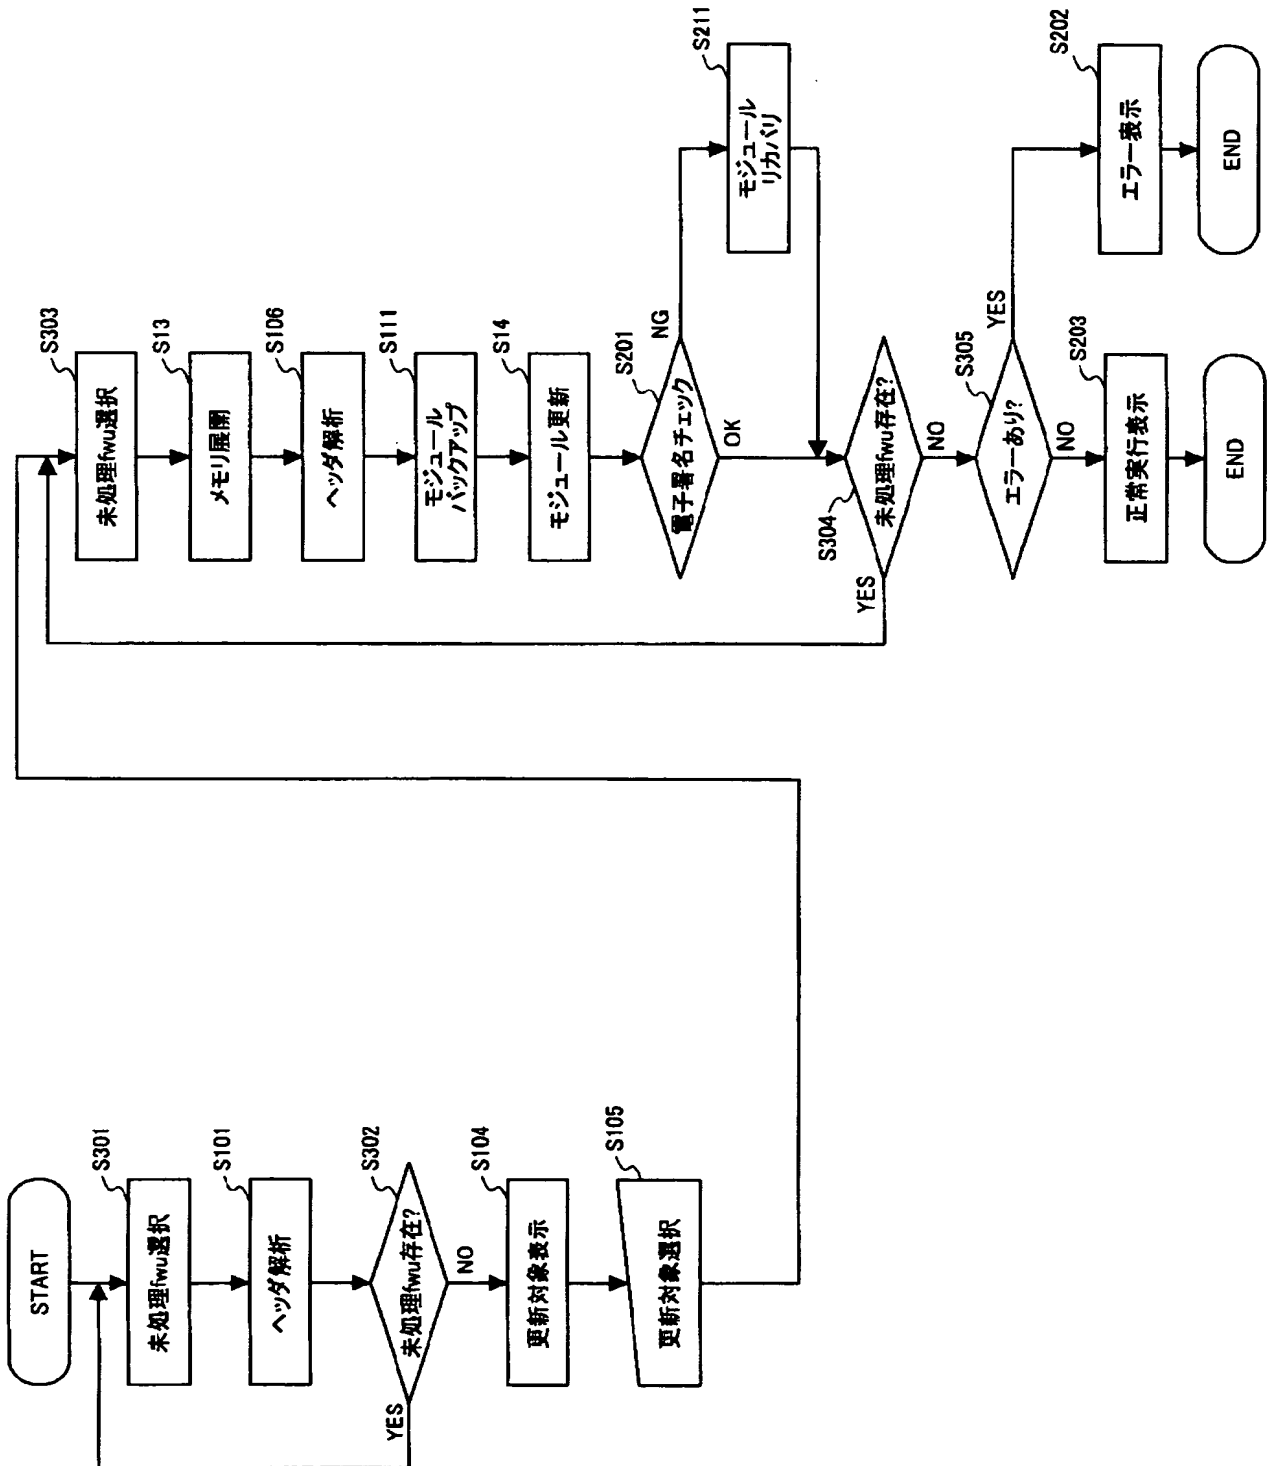 START
S301
未処理fwu選択
S101
ヘッダ解析
S302
未処理fwu存在?
YES
NO
S104
更新対象表示
S105
更新対象選択
S303
未処理fwu選択
S13
メモリ展開
S106
ヘッダ解析
S111
モジュール
バックアップ
S14
モジュール更新
S201
電子署名チェック
NG
OK
S211
モジュール
リカバリ
S304
未処理fwu存在?
YES
NO
S305
エラーあり?
YES
NO
S203
正常実行表示
END
S202
エラー表示
END